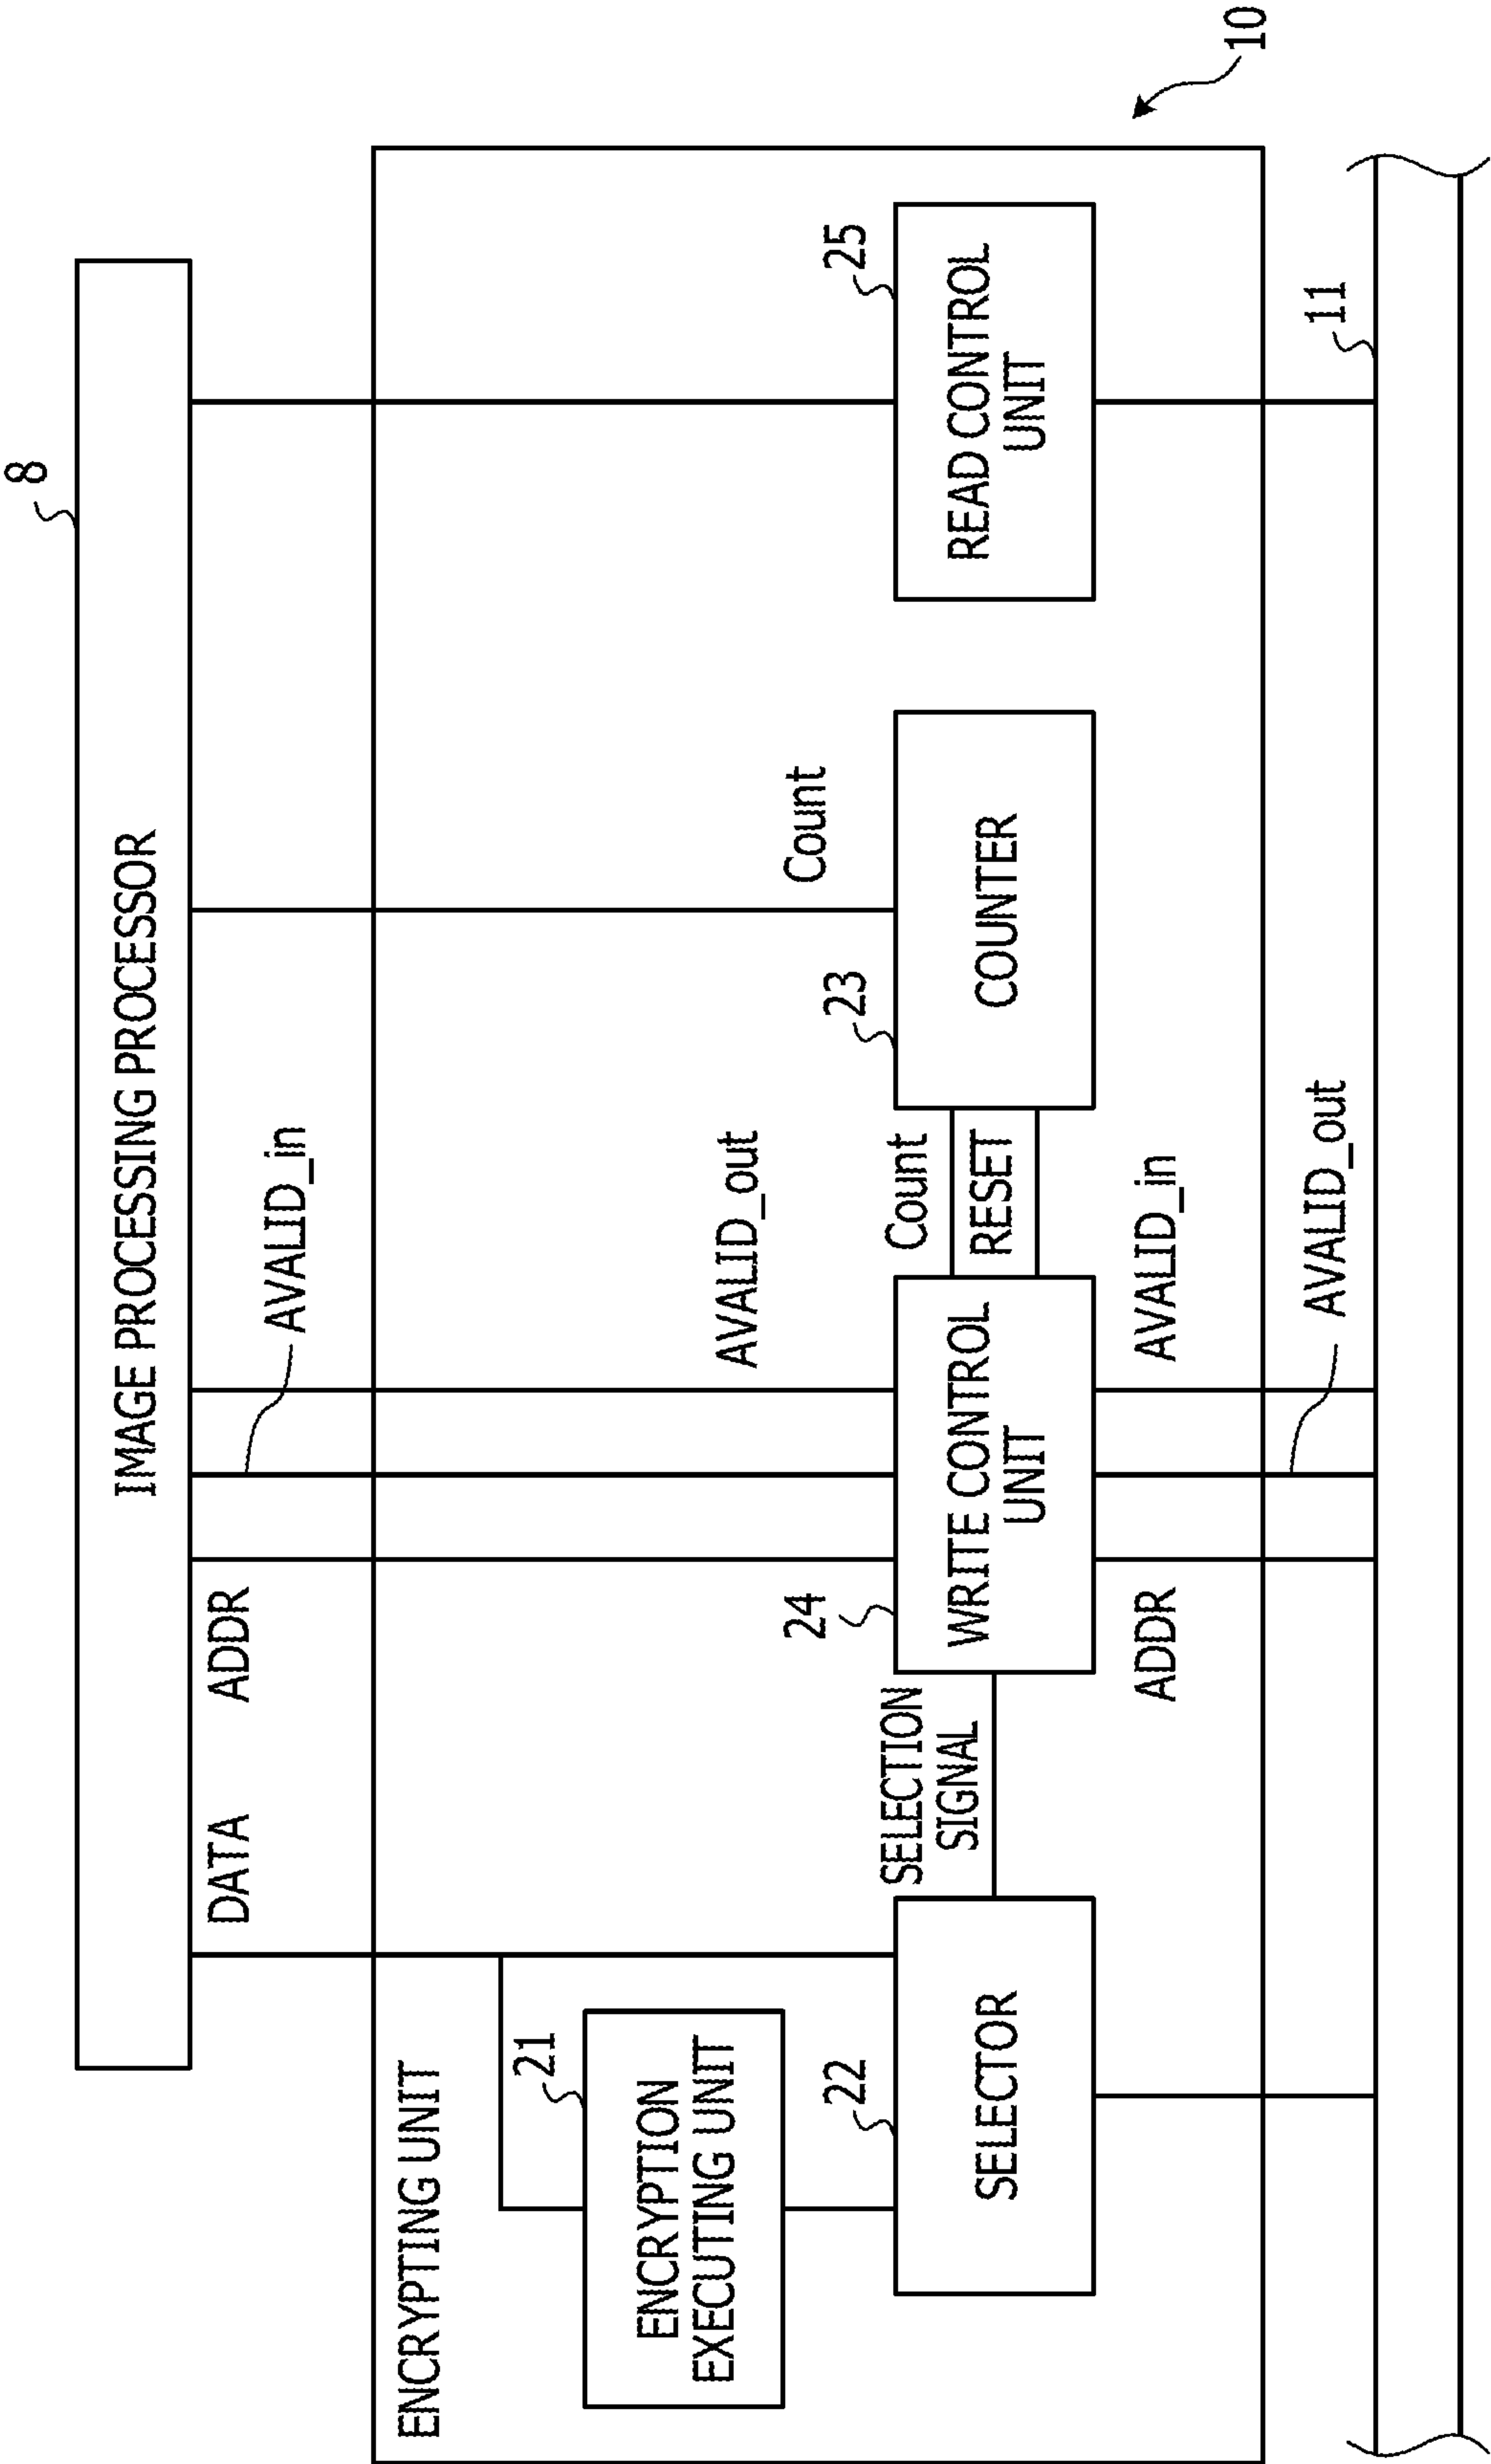 8
IMAGE PROCESSING PROCESSOR
DATA
ADDR
AVALID_in
10
ENCRYPTING UNIT
21
ENCRYPTION
EXECUTING UNIT
AVALID_out
Count
22
SELECTOR
SELECTION
SIGNAL
24
WRITE CONTROL
UNIT
Count
RESET
23
COUNTER
25
READ CONTROL
UNIT
ADDR
AVALID_in
AVALID_out
11